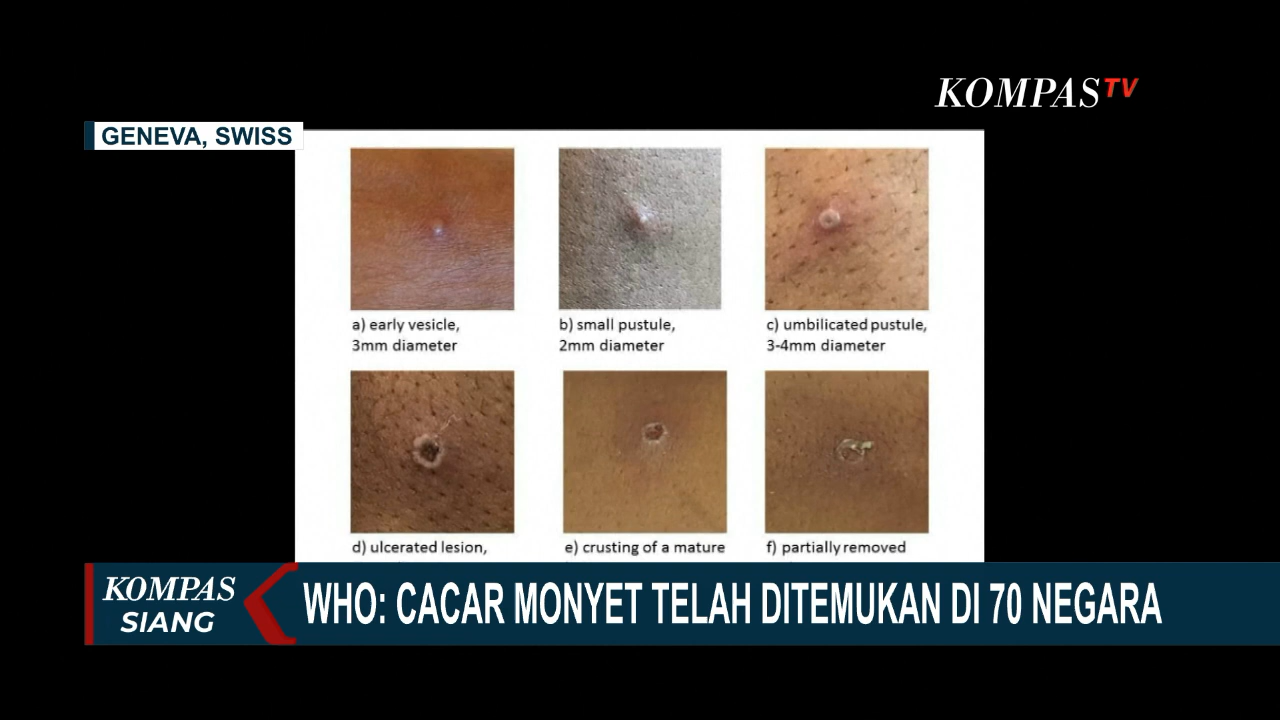 KOMPASTV
GENEVA, SWISS
a) early vesicle,
3mm diameter
b) small pustule,
2mm diameter
c) umbilicated pustule,
3-4mm diameter
d) ulcerated lesion,
e) crusting of a mature
f) partially removed
KOMPAS
SIANG
WHO: CACAR MONYET TELAH DITEMUKAN DI 70 NEGARA